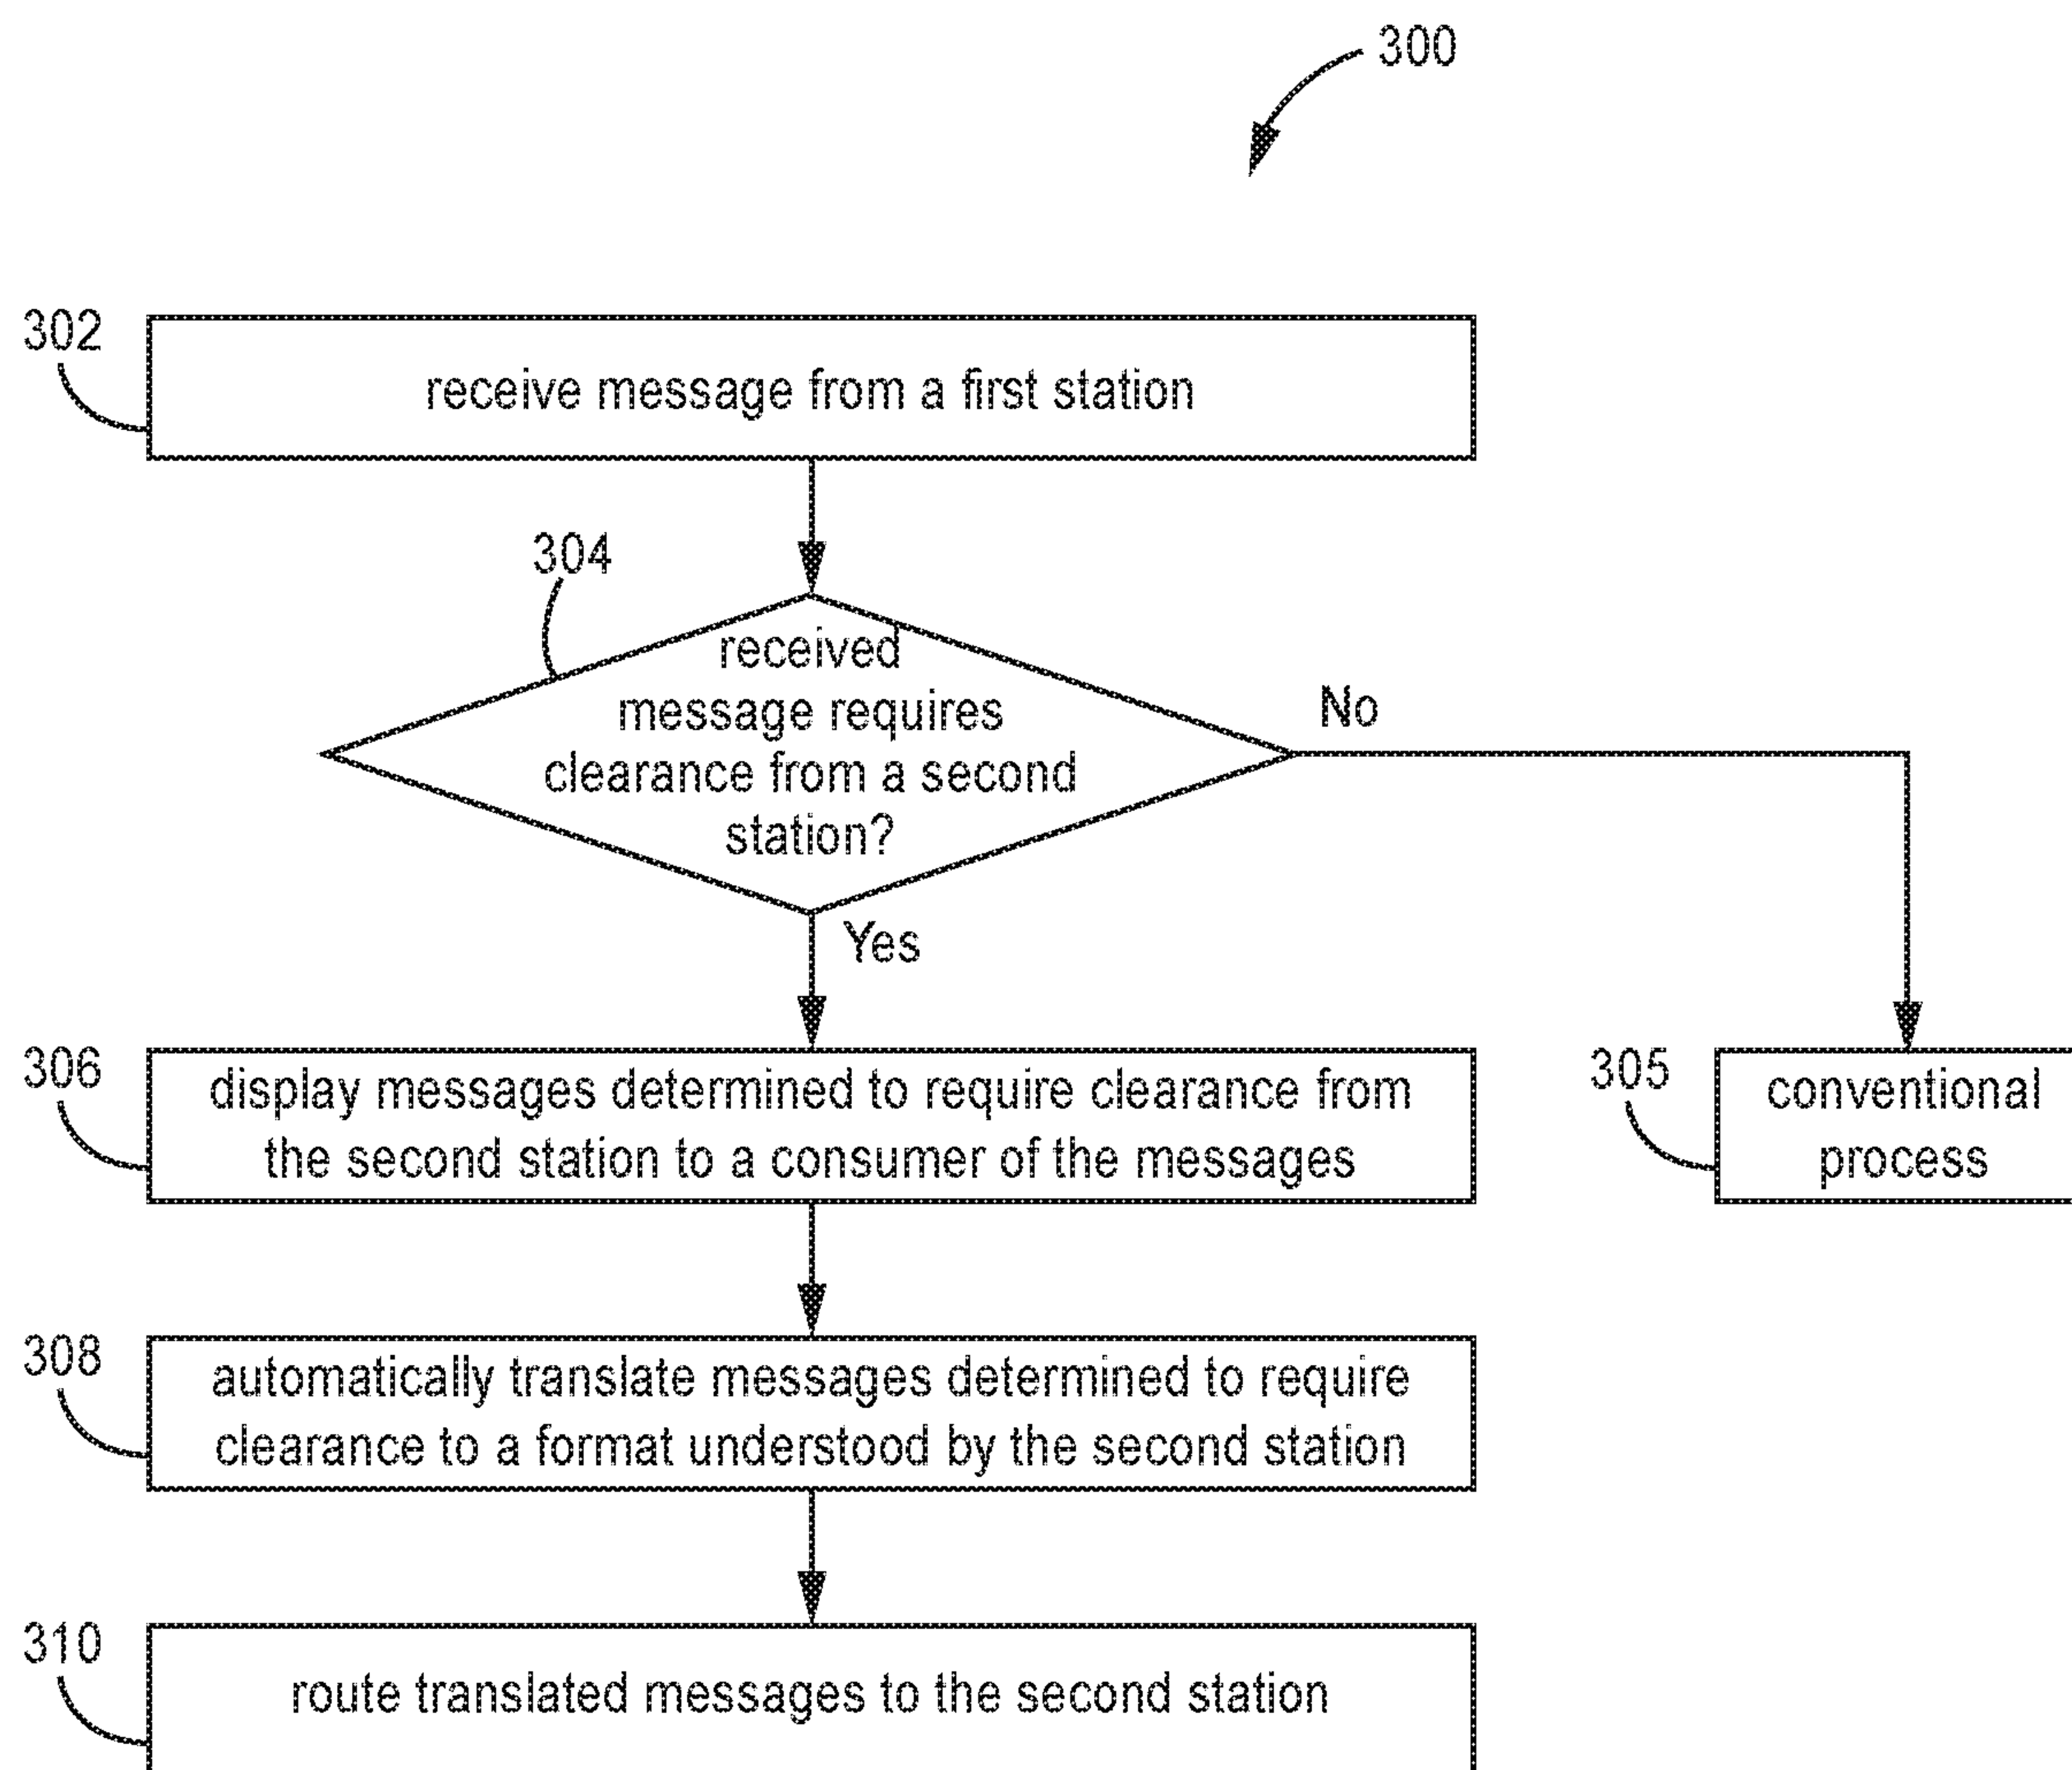 300
302
receive message from a first station
304
received
message requires
clearance from a second
station?
No
Yes
306
display messages determined to require clearance from
the second station to a consumer of the messages
305
conventional
process
308
automatically translate messages determined to require
clearance to a format understood by the second station
310
route translated messages to the second station